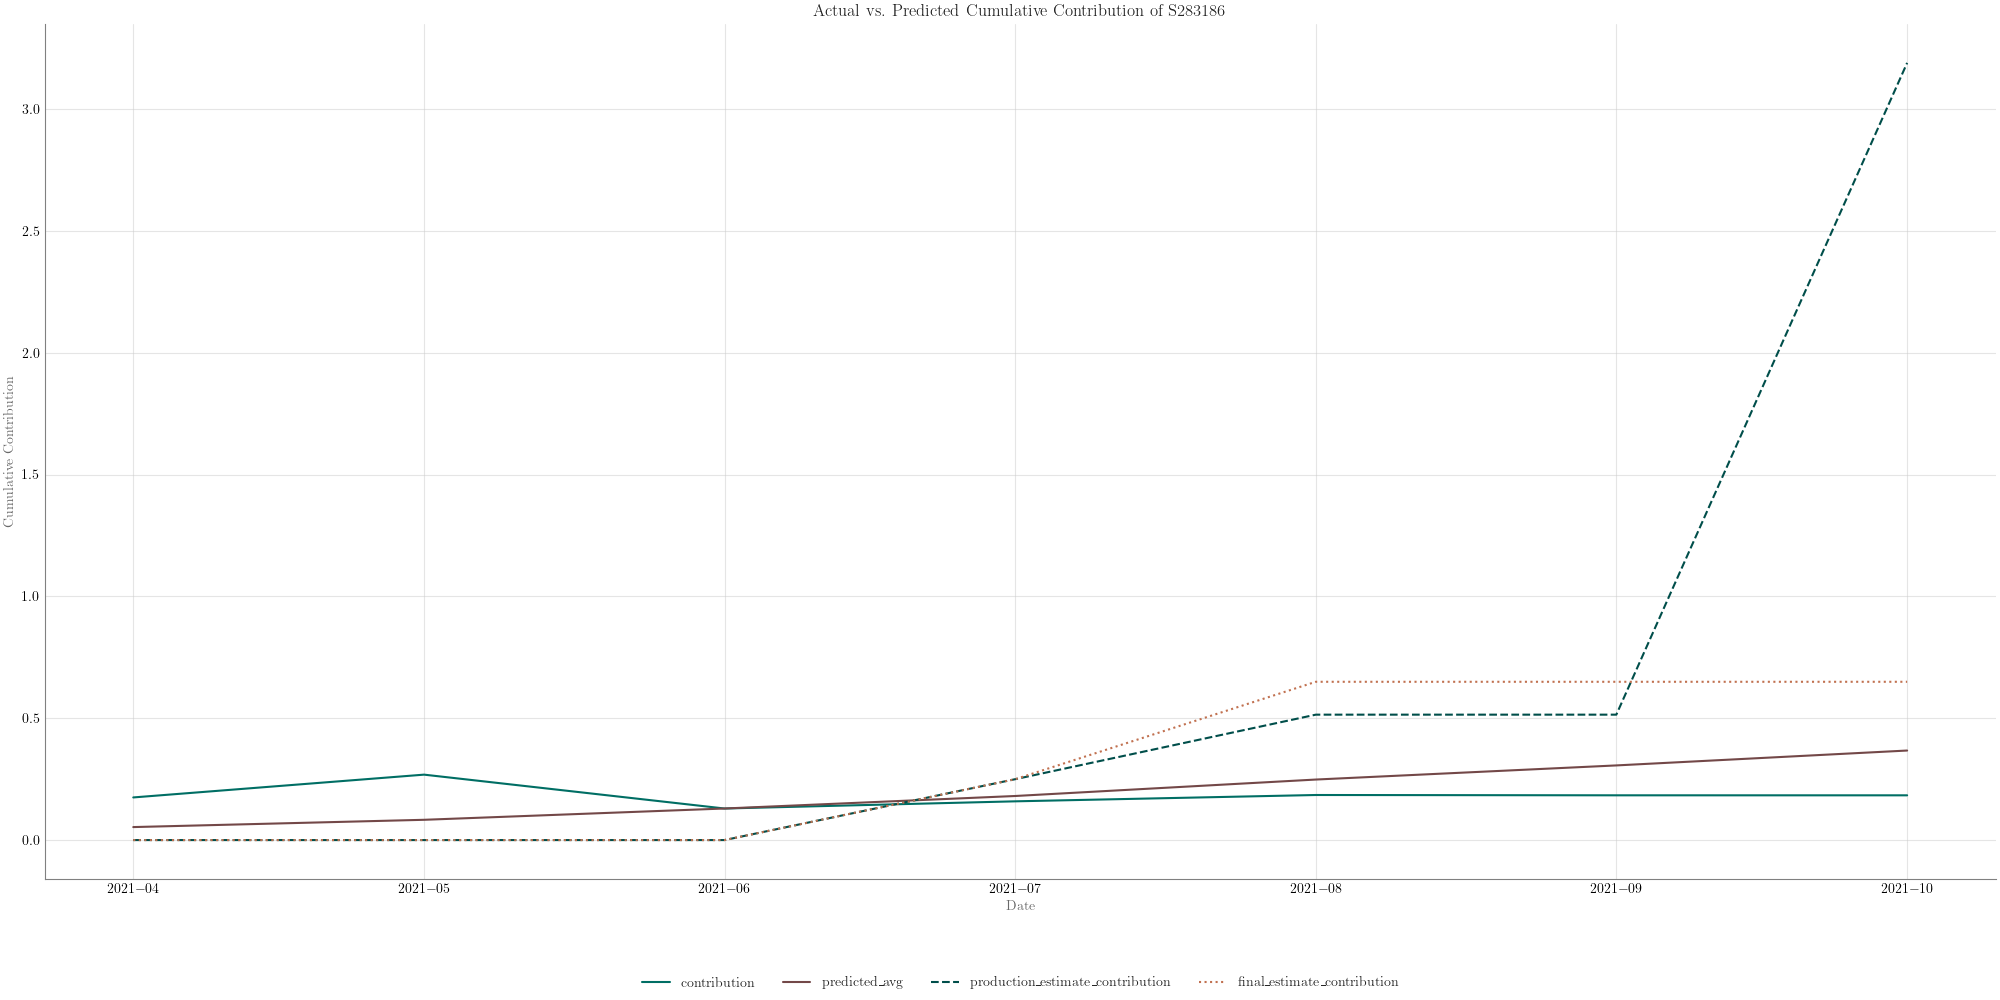 Actual vs. Predicted Cumulative Contribution of S283186
3.0
2.5
2.0
1.5
1.0
0.5
0.0
Cumulative Contribution
2021−04 2021−05 2021−06 2021−07 2021−08 2021−09 2021−10
Date
contribution predicted_avg production_estimate_contribution final_estimate_contribution